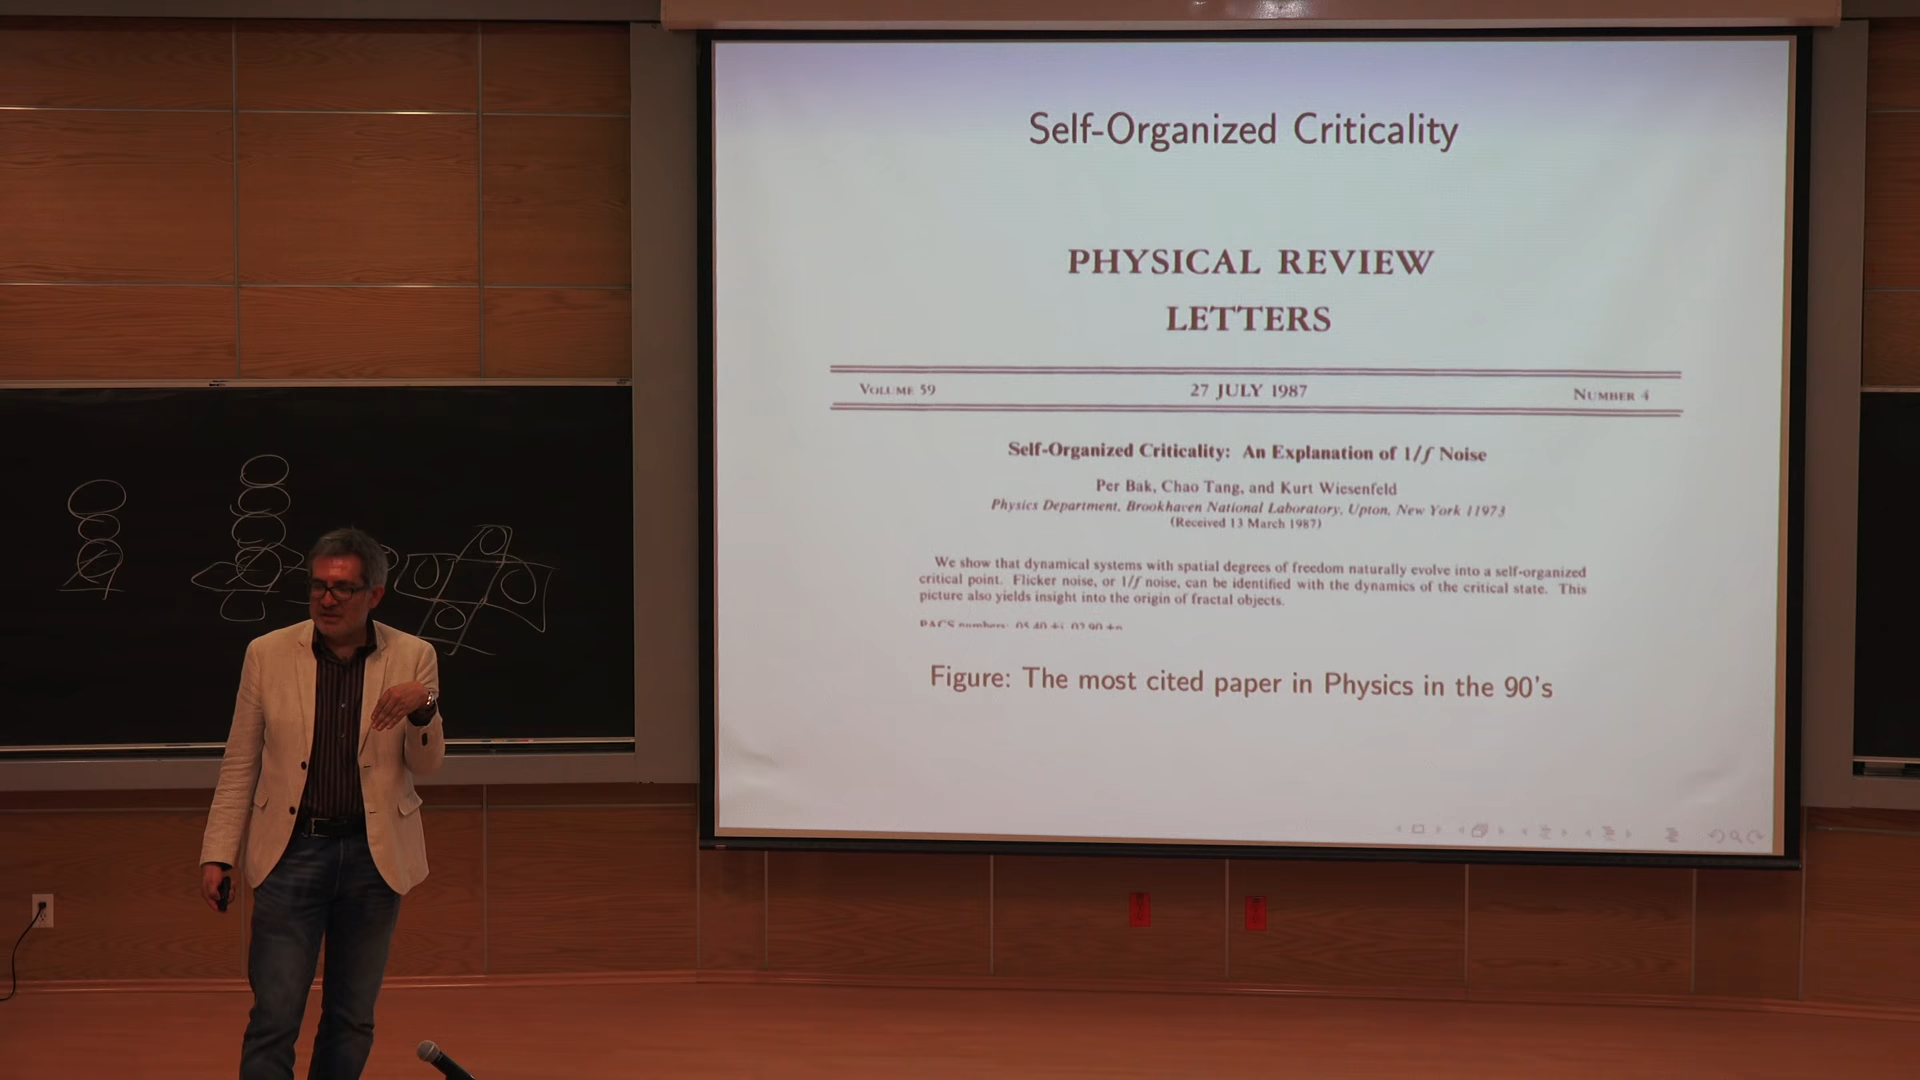 Self-Organized Criticality
PHYSICAL REVIEW
LETTERS
VOLUME 59
27 JULY 1987
NUMBER 4
Self-Organized Criticality: An Explanation of 1/f Noise
Per Bak, Chao Tang, and Kurt Wiesenfeld
Physics Department, Brookhaven National Laboratory, Upton, New York 11973
(Received 13 March 1987)
We show that dynamical systems with spatial degrees of freedom naturally evolve into a self-organized
critical point. Flicker noise, or 1/f noise, can be identified with the dynamics of the critical state. This
picture also yields insight into the origin of fractal objects.
PACS numbers:
Figure: The most cited paper in Physics in the 90's